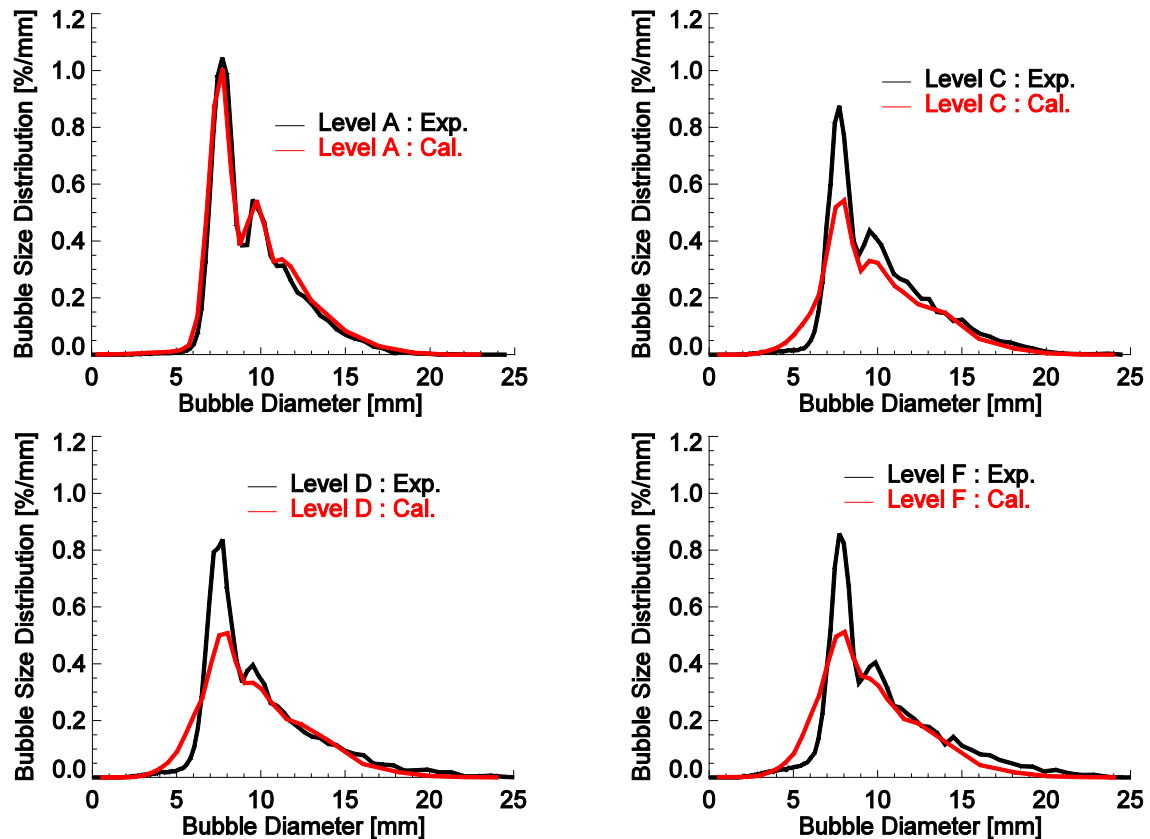 Bubble Size Distribution [%/mm]
1.2
1.0
0.8
0.6
0.4
0.2
0.0
Level A : Exp.
Level A : Cal.
0 5 10 15 20 25
Bubble Diameter [mm]
Bubble Size Distribution [%/mm]
1.2
1.0
0.8
0.6
0.4
0.2
0.0
Level C : Exp.
Level C : Cal.
0 5 10 15 20 25
Bubble Diameter [mm]
Bubble Size Distribution [%/mm]
1.2
1.0
0.8
0.6
0.4
0.2
0.0
Level D : Exp.
Level D : Cal.
0 5 10 15 20 25
Bubble Diameter [mm]
Bubble Size Distribution [%/mm]
1.2
1.0
0.8
0.6
0.4
0.2
0.0
Level F : Exp.
Level F : Cal.
0 5 10 15 20 25
Bubble Diameter [mm]